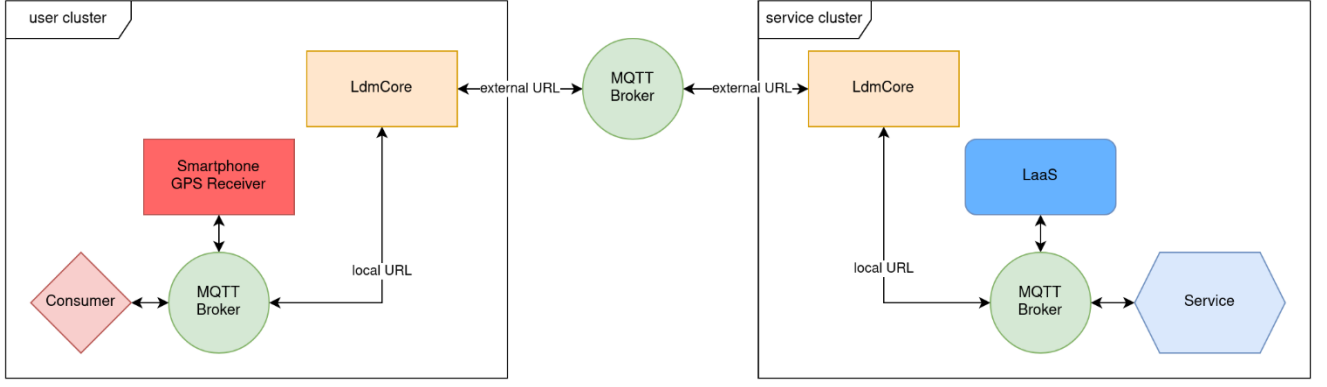 user cluster
service cluster
LdmCore
external URL
MQTT
Broker
external URL
LdmCore
Smartphone
GPS Receiver
LaaS
local URL
local URL
Consumer
MQTT
Broker
MQTT
Broker
Service